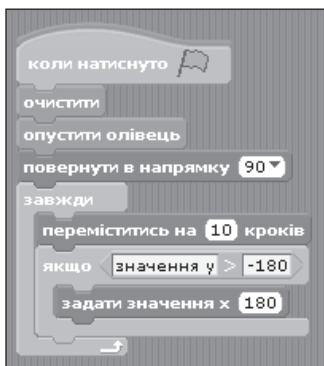 коли натиснуто
очистити
опустити олівець
повернути в напрямку 90
завжди
переміститись на 10 кроків
якщо значення y > -180
задати значення x 180